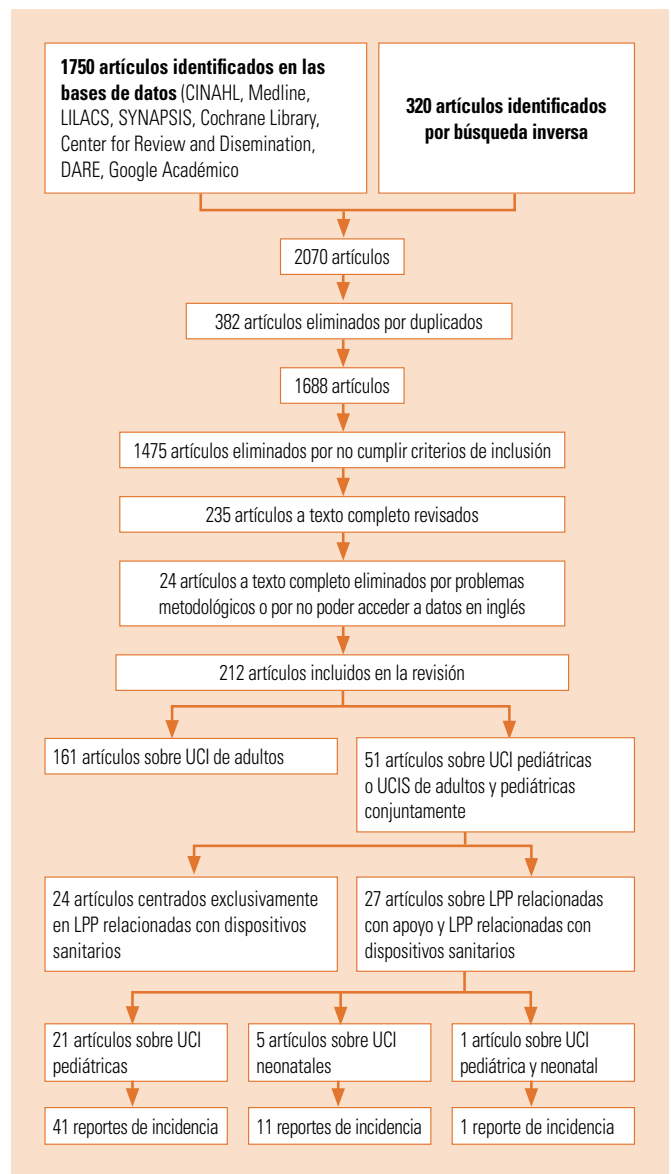 1750 artículos identificados en las
bases de datos (CINAHL, Medline,
LILACS, SYNAPSIS, Cochrane Library,
Center for Review and Disemination,
DARE, Google Académico
320 artículos identificados
por búsqueda inversa
2070 artículos
382 artículos eliminados por duplicados
1688 artículos
1475 artículos eliminados por no cumplir criterios de inclusión
235 artículos a texto completo revisados
24 artículos a texto completo eliminados por problemas
metodológicos o por no poder acceder a datos en inglés
212 artículos incluidos en la revisión
161 artículos sobre UCI de adultos
51 artículos sobre UCI pediátricas
o UCIS de adultos y pediátricas
conjuntamente
24 artículos centrados exclusivamente
en LPP relacionadas con dispositivos
sanitarios
27 artículos sobre LPP relacionadas
con apoyo y LPP relacionadas con
dispositivos sanitarios
21 artículos sobre UCI
pediátricas
5 artículos sobre UCI
neonatales
1 artículo sobre UCI
pediátrica y neonatal
41 reportes de incidencia
11 reportes de incidencia
1 reporte de incidencia